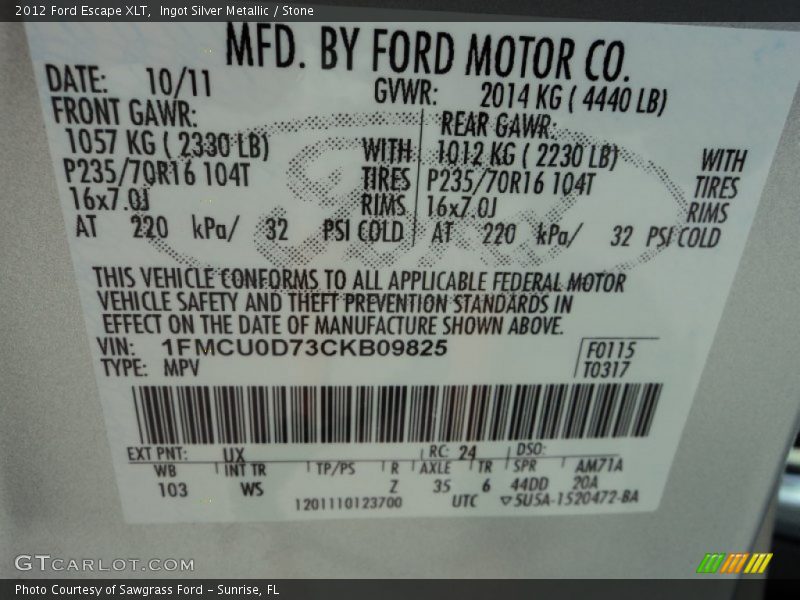 2012 Ford Escape XLT, Ingot Silver Metallic / Stone
MFD. BY FORD MOTOR CO.
DATE: 10/11 GVWR: 2014 KG ( 4440 LB)
FRONT GAWR: REAR GAWR:
1057 KG ( 2330 LB) WITH 1012 KG ( 2230 LB) WITH
P235/70R16 104T TIRES P235/70R16 104T TIRES
16x7.0J RIMS 16x7.0J RIMS
AT 220 kPa/ 32 PSI COLD AT 220 kPa/ 32 PSI COLD
THIS VEHICLE CONFORMS TO ALL APPLICABLE FEDERAL MOTOR
VEHICLE SAFETY AND THEFT PREVENTION STANDARDS IN
EFFECT ON THE DATE OF MANUFACTURE SHOWN ABOVE.
VIN: 1FMCU0D73CKB09825 F0115
TYPE: MPV T0317
EXT PNT: UX RC: 24 DSO:
WB INT TR TP/PS R AXLE TR SPR AM71A
103 WS Z 35 6 44DD 20A
1201110123700 UTC ▽5U5A-1520472-BA
GTCARLOT.COM
Photo Courtesy of Sawgrass Ford - Sunrise, FL